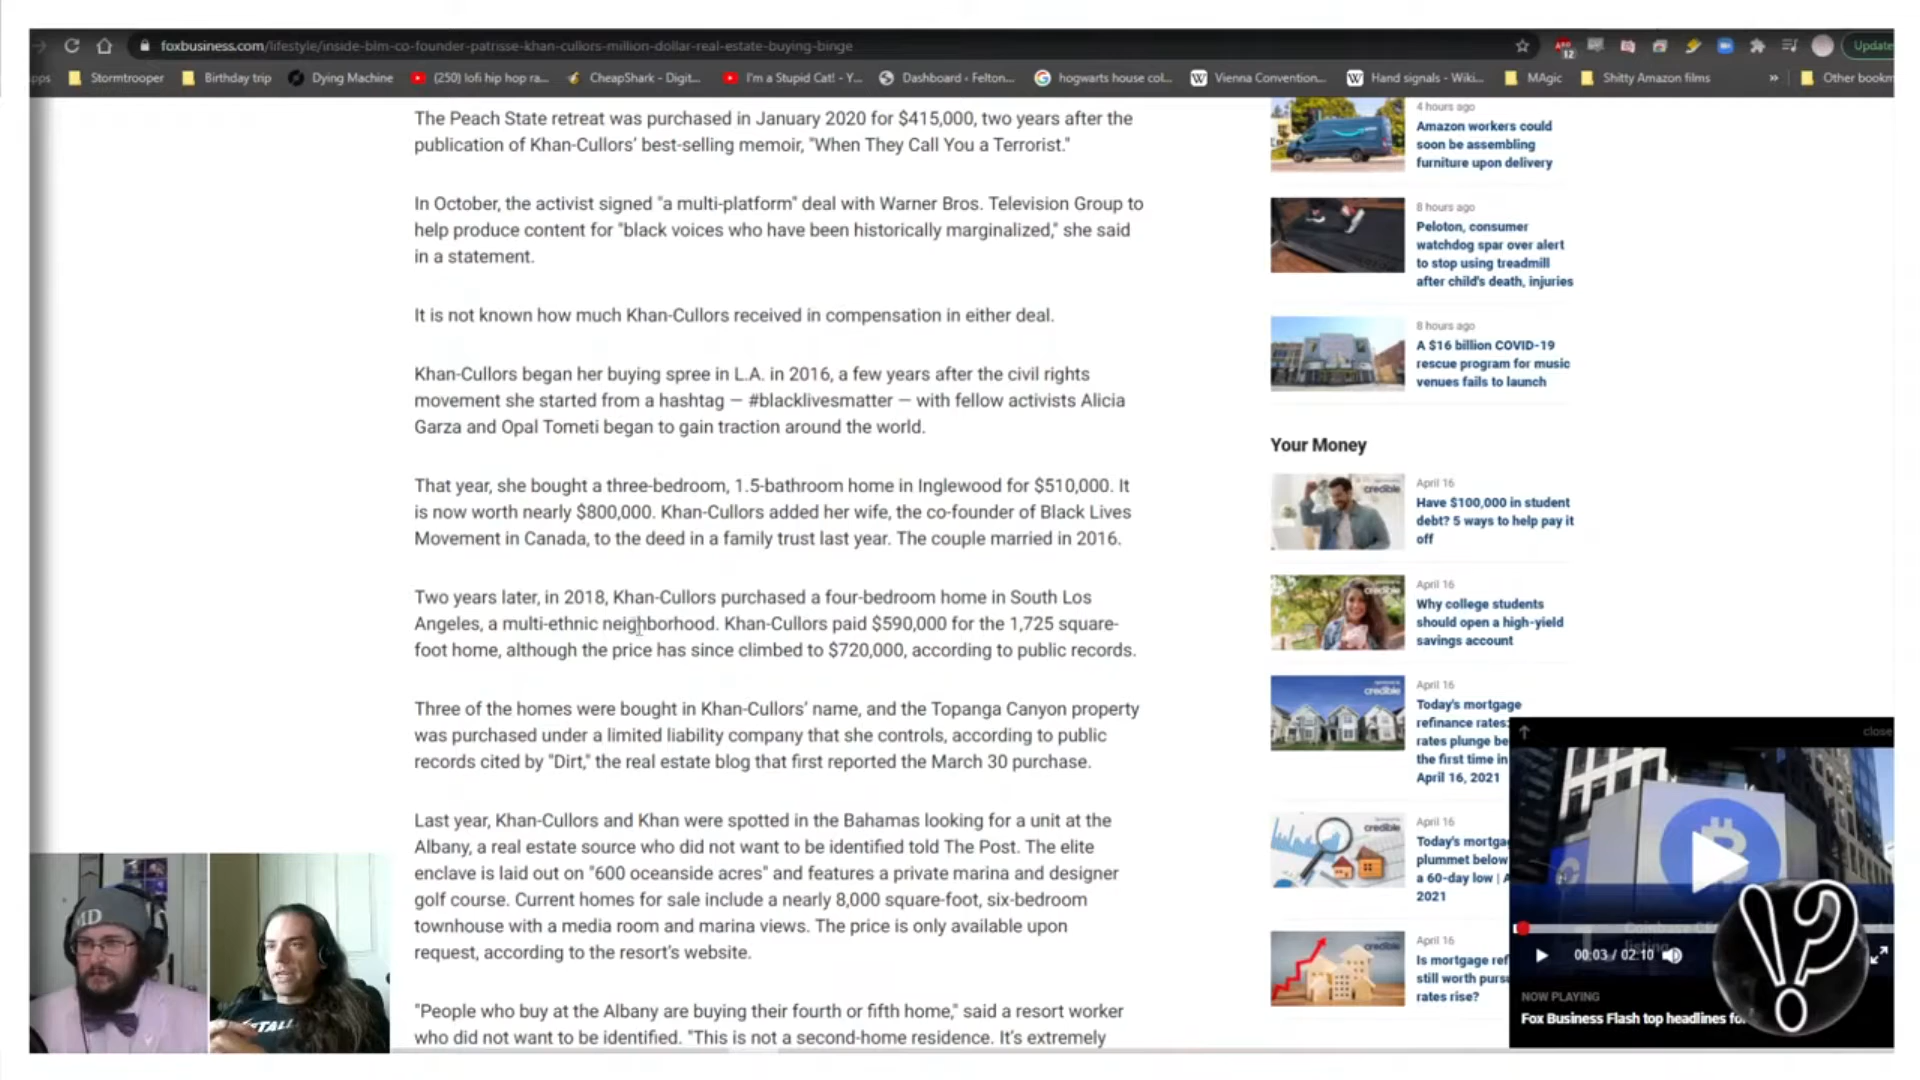 foxbusiness.com/lifestyle/inside-blm-co-founder-patrisse-khan-cullors-million-dollar-real-estate-buying-binge
12
Update
pps Stormtrooper Birthday trip Dying Machine (250) lofi hip hop ra... CheapShark - Digit... I'm a Stupid Cat! - Y... Dashboard ‹ Felton... hogwarts house col... Vienna Convention... Hand signals - Wiki... MAgic Shitty Amazon films » Other bookm
The Peach State retreat was purchased in January 2020 for $415,000, two years after the
publication of Khan-Cullors’ best-selling memoir, "When They Call You a Terrorist."
In October, the activist signed "a multi-platform" deal with Warner Bros. Television Group to
help produce content for "black voices who have been historically marginalized," she said
in a statement.
It is not known how much Khan-Cullors received in compensation in either deal.
Khan-Cullors began her buying spree in L.A. in 2016, a few years after the civil rights
movement she started from a hashtag — #blacklivesmatter — with fellow activists Alicia
Garza and Opal Tometi began to gain traction around the world.
That year, she bought a three-bedroom, 1.5-bathroom home in Inglewood for $510,000. It
is now worth nearly $800,000. Khan-Cullors added her wife, the co-founder of Black Lives
Movement in Canada, to the deed in a family trust last year. The couple married in 2016.
Two years later, in 2018, Khan-Cullors purchased a four-bedroom home in South Los
Angeles, a multi-ethnic neighborhood. Khan-Cullors paid $590,000 for the 1,725 square-
foot home, although the price has since climbed to $720,000, according to public records.
Three of the homes were bought in Khan-Cullors’ name, and the Topanga Canyon property
was purchased under a limited liability company that she controls, according to public
records cited by "Dirt," the real estate blog that first reported the March 30 purchase.
Last year, Khan-Cullors and Khan were spotted in the Bahamas looking for a unit at the
Albany, a real estate source who did not want to be identified told The Post. The elite
enclave is laid out on "600 oceanside acres" and features a private marina and designer
golf course. Current homes for sale include a nearly 8,000 square-foot, six-bedroom
townhouse with a media room and marina views. The price is only available upon
request, according to the resort’s website.
"People who buy at the Albany are buying their fourth or fifth home," said a resort worker
who did not want to be identified. "This is not a second-home residence. It’s extremely
4 hours ago
Amazon workers could
soon be assembling
furniture upon delivery
8 hours ago
Peloton, consumer
watchdog spar over alert
to stop using treadmill
after child's death, injuries
8 hours ago
A $16 billion COVID-19
rescue program for music
venues fails to launch
Your Money
credible
April 16
Have $100,000 in student
debt? 5 ways to help pay it
off
credible
April 16
Why college students
should open a high-yield
savings account
credible
April 16
Today's mortgage
refinance rates:
rates plunge be
the first time in
April 16, 2021
credible
April 16
Today's mortga
plummet below
a 60-day low | A
2021
credible
April 16
Is mortgage ref
still worth purs
rates rise?
close
00:03 / 02:10
NOW PLAYING
Fox Business Flash top headlines fo
!?
MD
TALL